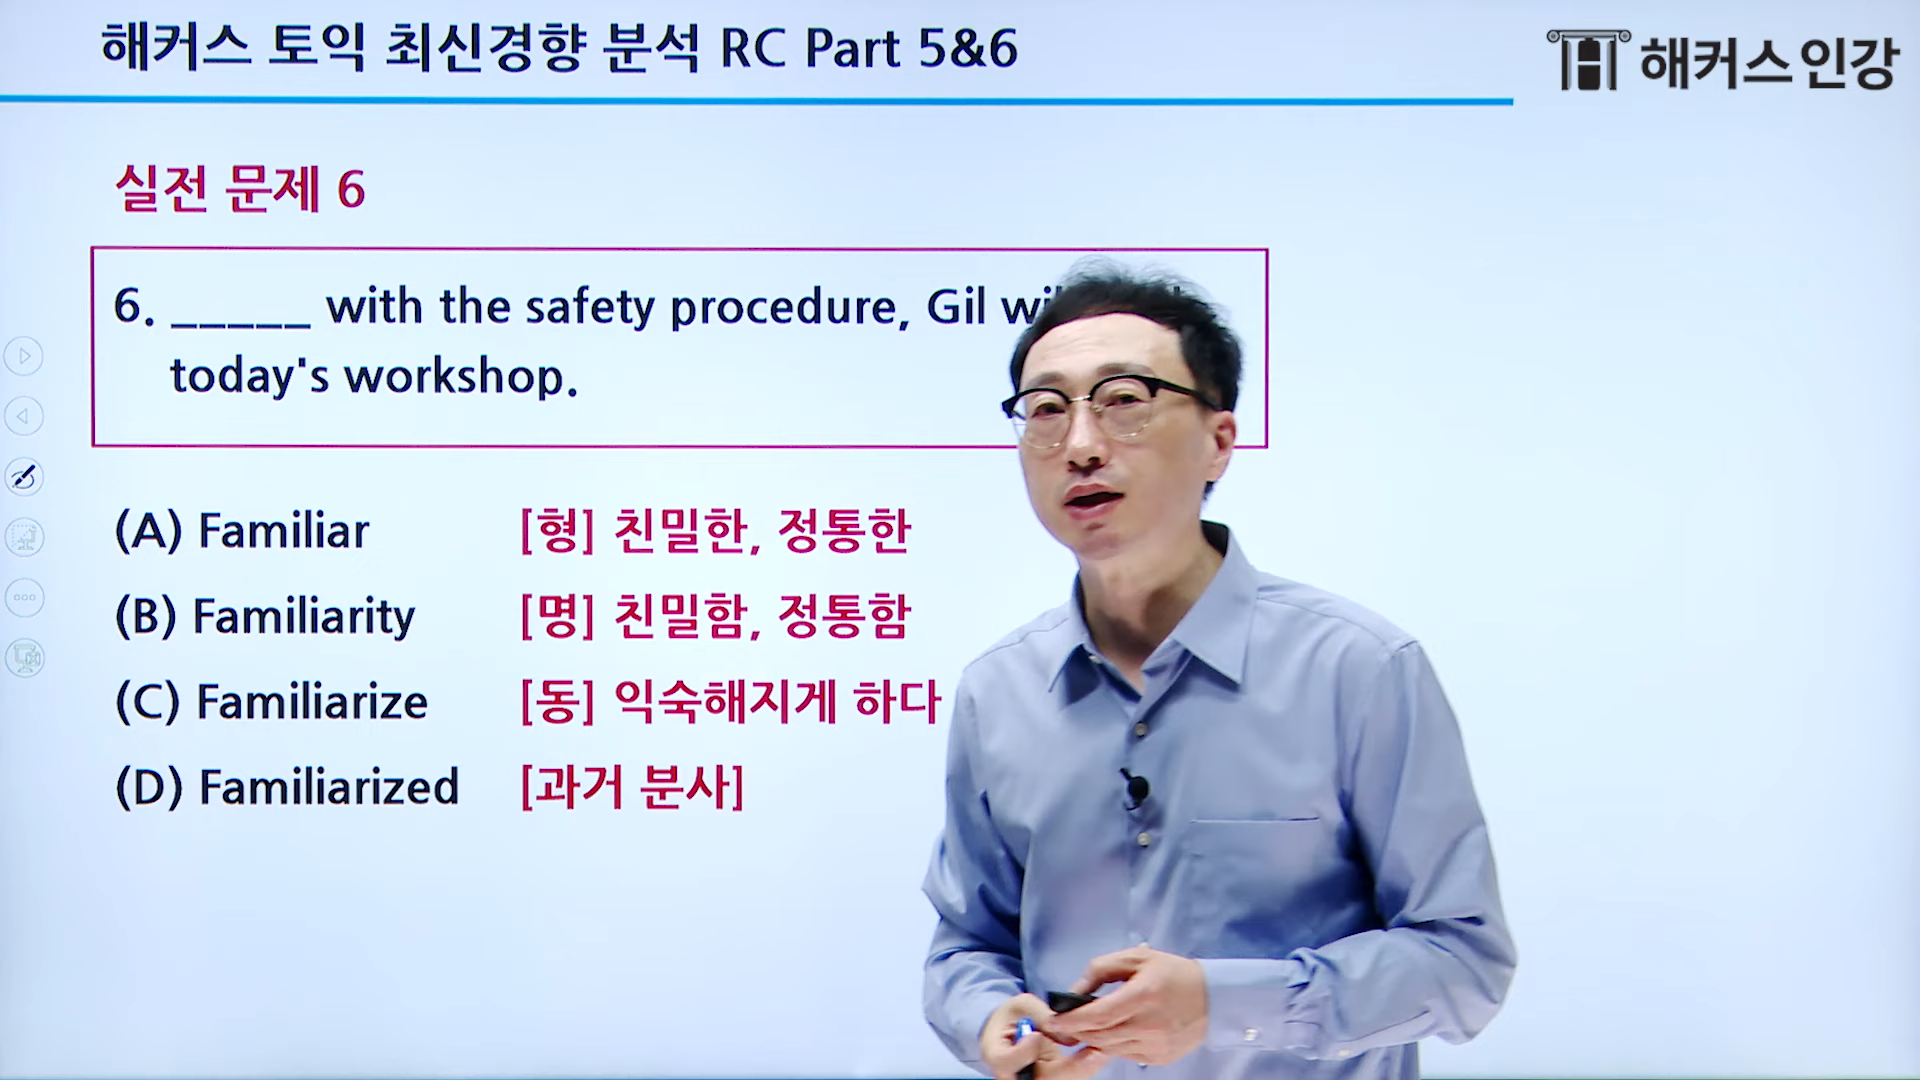 해커스 토익 최신경향 분석 RC Part 5&6
해커스인강
실전 문제 6
6. _____ with the safety procedure, Gil
today's workshop.
(A) Familiar [형] 친밀한, 정통한
(B) Familiarity [명] 친밀함, 정통함
(C) Familiarize [동] 익숙해지게 하다
(D) Familiarized [과거 분사]